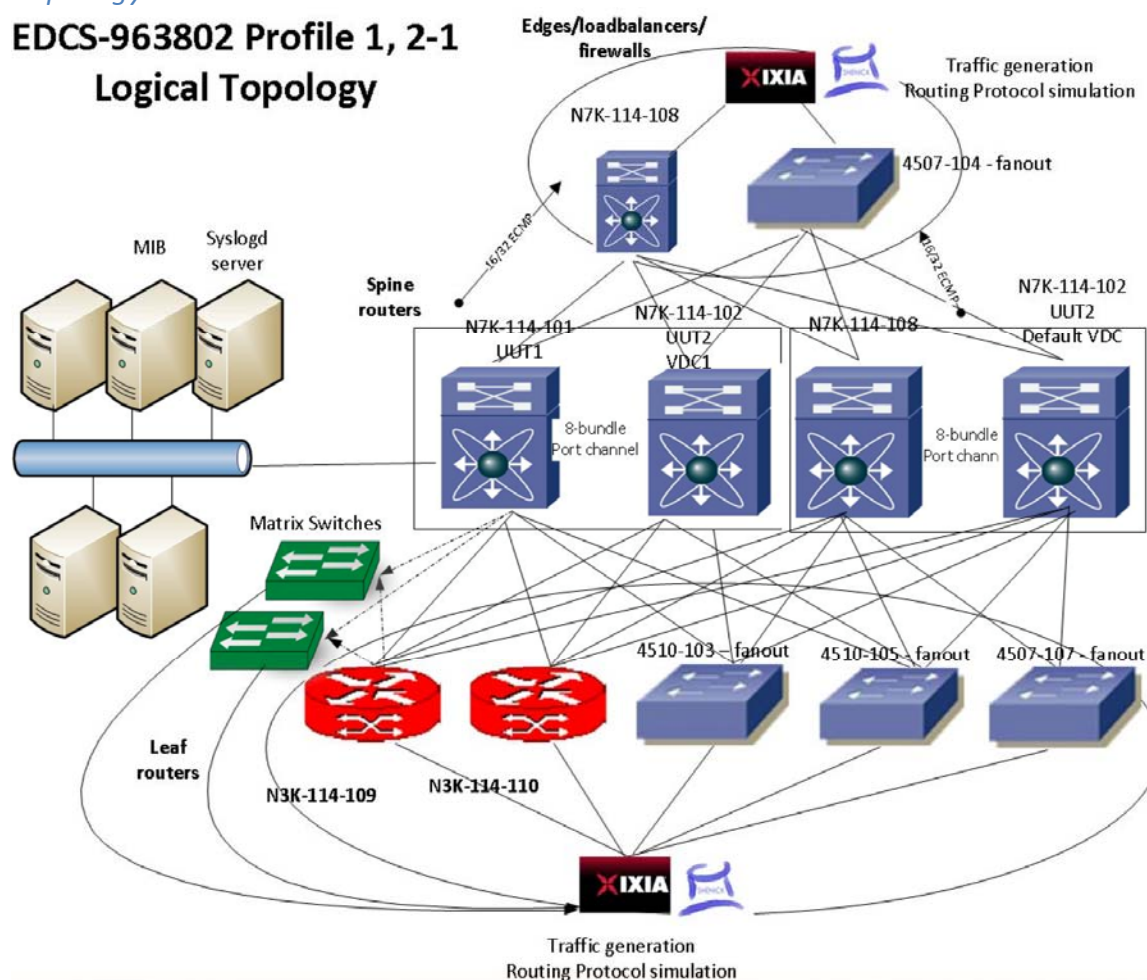 EDCS-963802 Profile 1, 2-1
Logical Topology
Edges/loadbalancers/
firewalls
IXIA
Traffic generation
Routing Protocol simulation
N7K-114-108
4507-104 - fanout
16/32 ECMP
16/32 ECMP
MIB
Syslogd
server
Spine
routers
N7K-114-101
UUT1
N7K-114-102
UUT2
VDC1
N7K-114-108
N7K-114-102
UUT2
Default VDC
8-bundle
Port channel
8-bundle
Port chann
Matrix Switches
4510-103 – fanout
4510-105 - fanout
4507-107 - fanout
Leaf
routers
N3K-114-109
N3K-114-110
IXIA
Traffic generation
Routing Protocol simulation